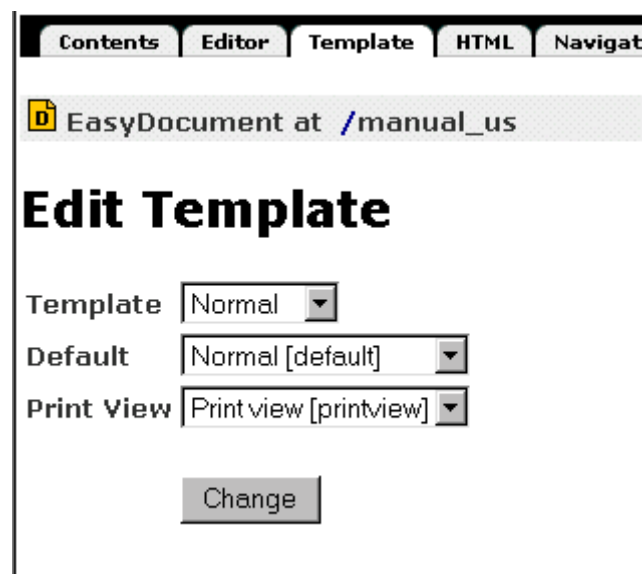 Contents Editor Template HTML Navigat
D EasyDocument at /manual_us
Edit Template
Template Normal
Default Normal [default]
Print View Print view [printview]
Change